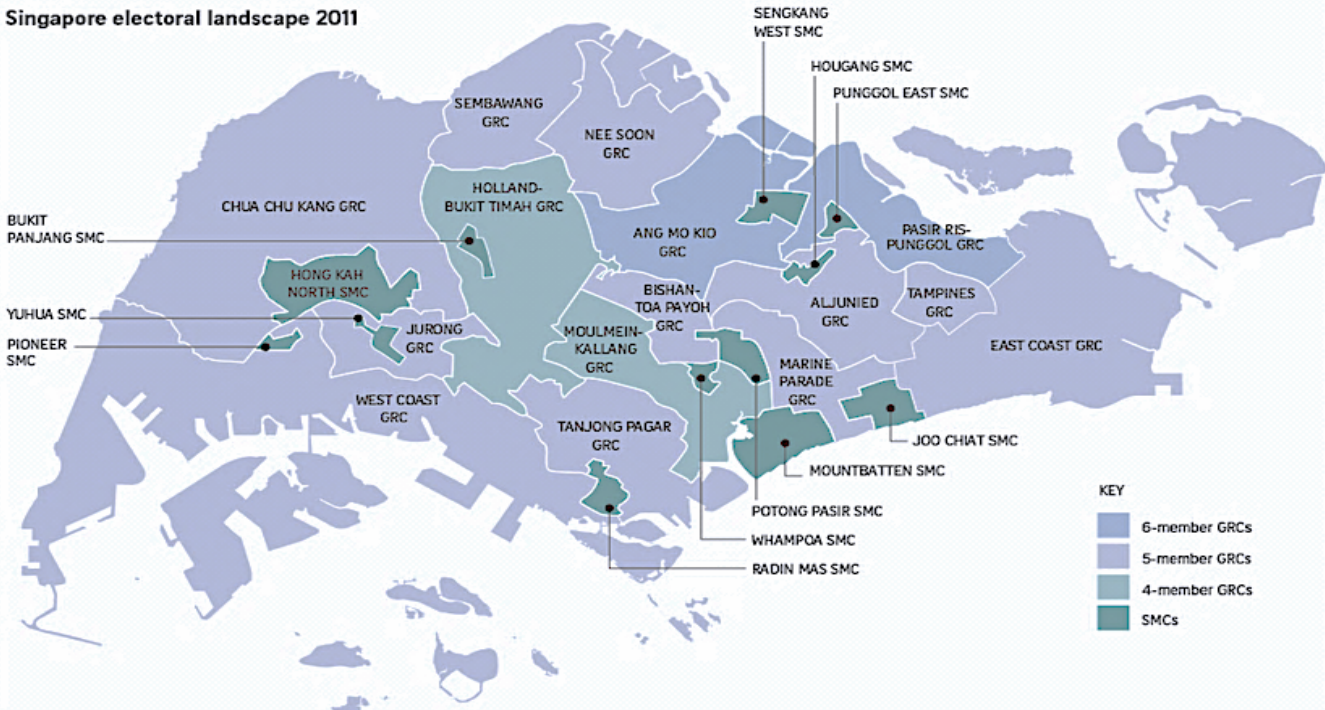 Singapore electoral landscape 2011
SENGKANG
WEST SMC
HOUGANG SMC
PUNGGOL EAST SMC
SEMBAWANG
GRC
NEE SOON
GRC
HOLLAND-
BUKIT TIMAH GRC
CHUA CHU KANG GRC
BUKIT
PANJANG SMC
ANG MO KIO
GRC
PASIR RIS-
PUNGGOL GRC
HONG KAH
NORTH SMC
BISHAN-
TOA PAYOH
GRC
ALJUNIED
GRC
TAMPINES
GRC
YUHUA SMC
PIONEER
SMC
JURONG
GRC
MOULMEIN-
KALLANG
GRC
EAST COAST GRC
MARINE
PARADE
GRC
WEST COAST
GRC
TANJONG PAGAR
GRC
JOO CHIAT SMC
MOUNTBATTEN SMC
POTONG PASIR SMC
WHAMPOA SMC
RADIN MAS SMC
KEY
6-member GRCs
5-member GRCs
4-member GRCs
SMCs